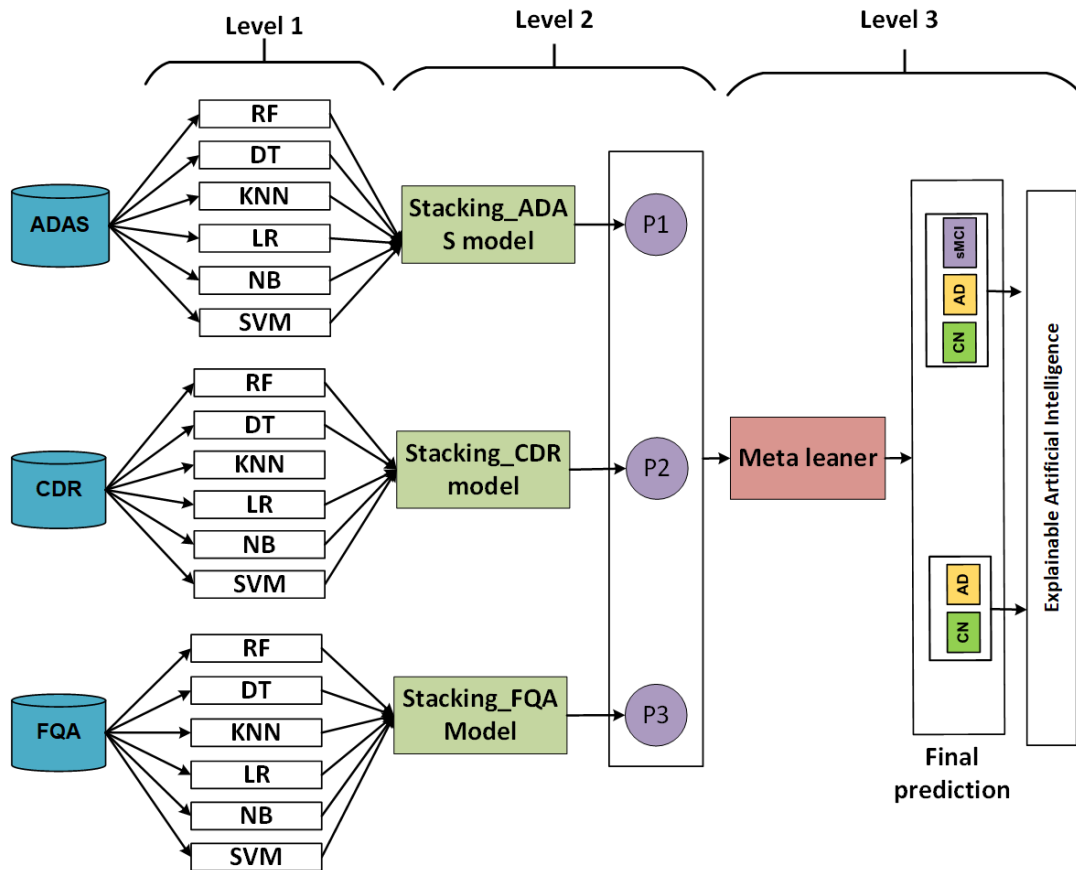 Level 1
Level 2
Level 3
ADAS
RF
DT
KNN
LR
NB
SVM
Stacking_ADA
S model
P1
CDR
RF
DT
KNN
LR
NB
SVM
Stacking_CDR
model
P2
FQA
RF
DT
KNN
LR
NB
SVM
Stacking_FQA
Model
P3
Meta leaner
sMCI
AD
CN
AD
CN
Final
prediction
Explainable Artificial Intelligence